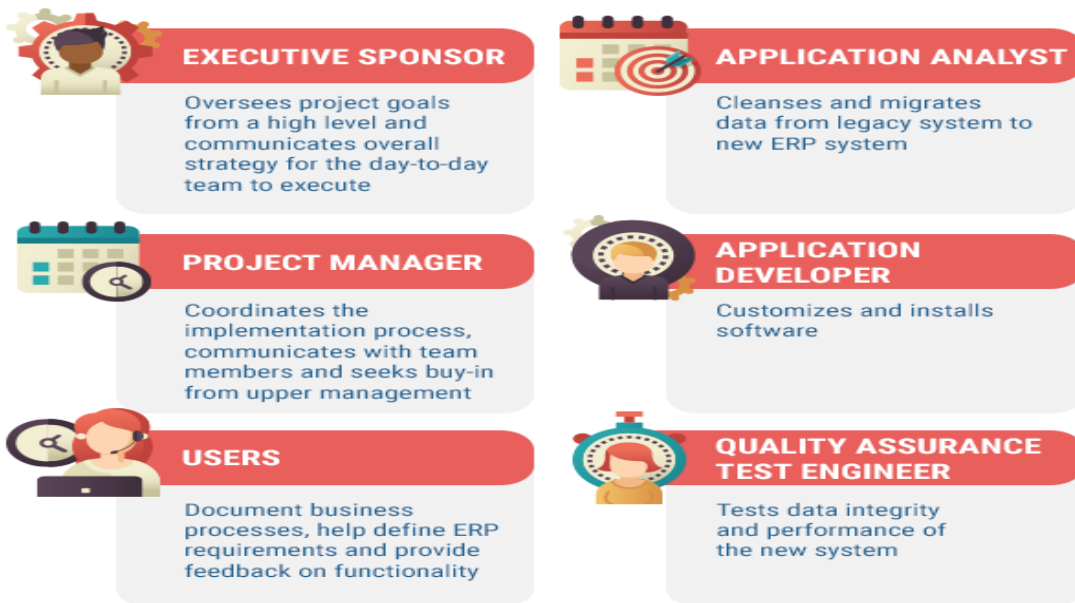 EXECUTIVE SPONSOR
Oversees project goals
from a high level and
communicates overall
strategy for the day-to-day
team to execute
APPLICATION ANALYST
Cleanses and migrates
data from legacy system to
new ERP system
PROJECT MANAGER
Coordinates the
implementation process,
communicates with team
members and seeks buy-in
from upper management
APPLICATION
DEVELOPER
Customizes and installs
software
USERS
Document business
processes, help define ERP
requirements and provide
feedback on functionality
QUALITY ASSURANCE
TEST ENGINEER
Tests data integrity
and performance of
the new system